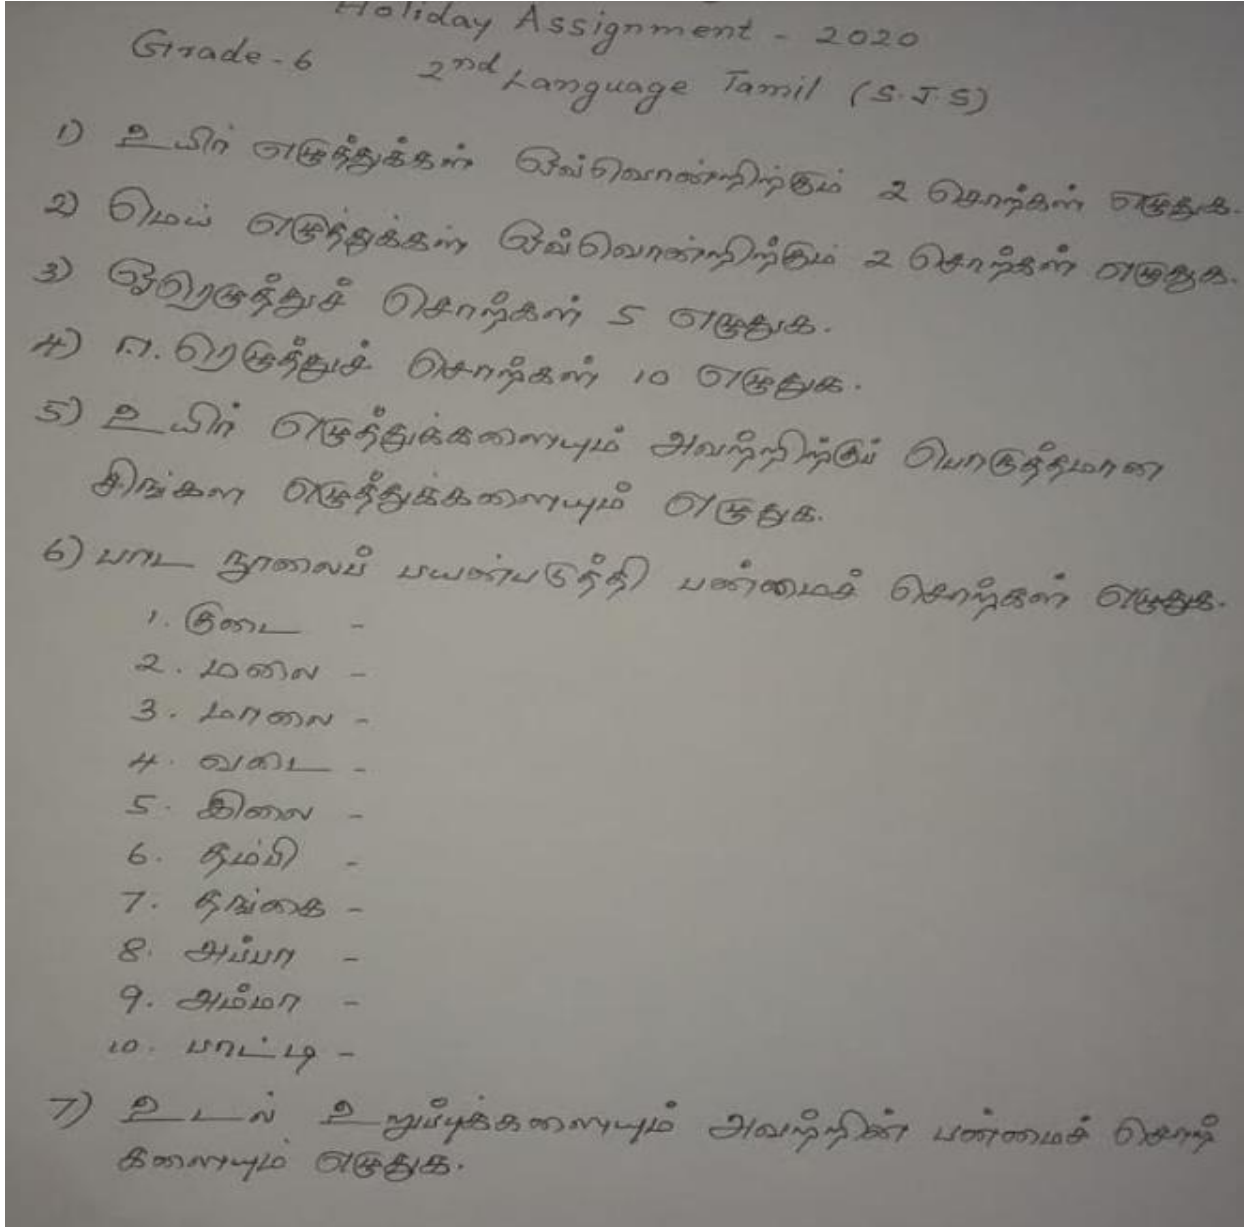 Holiday Assignment - 2020
Grade-6 2nd Language Tamil (S.J.S)
1) உயிர் எழுத்துக்கள் ஒவ்வொன்றிற்கும் 2 சொற்கள் எழுதுக.
2) மெய் எழுத்துக்கள் ஒவ்வொன்றிற்கும் 2 சொற்கள் எழுதுக.
3) ஓரெழுத்துச் சொற்கள் 5 எழுதுக.
4) ஈ.ரெழுத்துச் சொற்கள் 10 எழுதுக.
5) உயிர் எழுத்துக்களையும் அவற்றிற்குப் பொருத்தமான
சிங்கள எழுத்துக்களையும் எழுதுக.
6) பாட நூலைப் பயன்படுத்தி பன்மைச் சொற்கள் எழுதுக.
1. குடை -
2. மலை -
3. மாலை -
4. வடை -
5. இலை -
6. தம்பி -
7. தங்கை -
8. அப்பா -
9. அம்மா -
10. பாட்டி -
7) உடல் உறுப்புக்களையும் அவற்றின் பன்மைச் சொற்
களையும் எழுதுக.